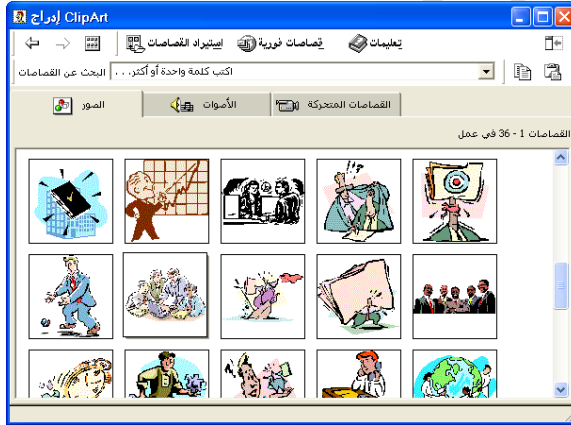 إدراج ClipArt
استيراد القصاصات قصاصات فورية تعليمات
البحث عن القصاصات اكتب كلمة واحدة أو أكثر. . .
الصور الأصوات القصاصات المتحركة
القصاصات 1 - 36 في عمل